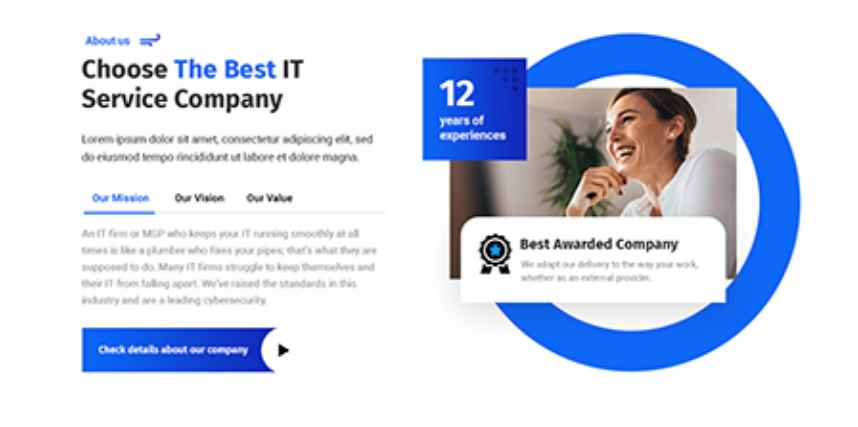 About us
Choose The Best IT
Service Company
Lorem ipsum dolor sit amet, consectetur adipiscing elit, sed
do eiusmod tempo rincididunt ut labore et dolore magna.
Our Mission
Our Vision
Our Value
An IT firm or MSP who keeps your IT running smoothly at all
times is like a plumber who fixes your pipes; that's what they are
supposed to do. Many IT firms struggle to keep themselves and
their IT from falling apart. We've raised the standards in this
industry and are a leading cybersecurity.
Check details about our company
12
years of
experiences
Best Awarded Company
We adapt our delivery to the way your work,
whether as an external provider.